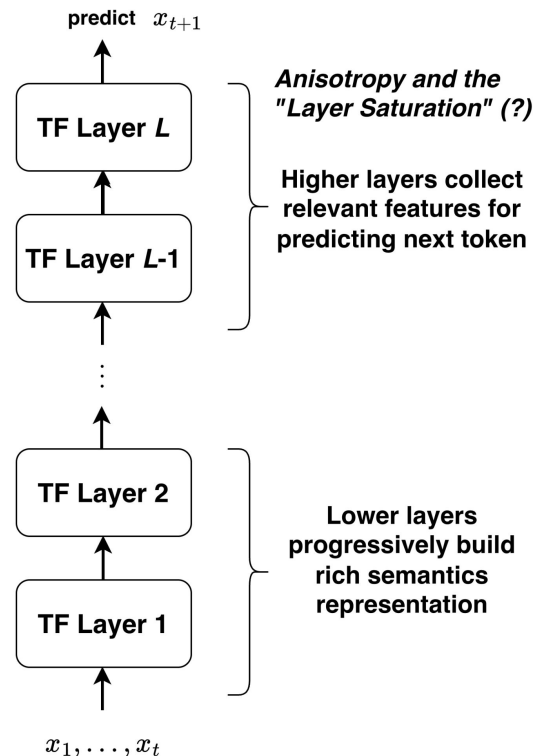 predict x_{t+1}
TF Layer L
TF Layer L-1
⋮
TF Layer 2
TF Layer 1
x_1, . . . , x_t
Anisotropy and the
"Layer Saturation" (?)
Higher layers collect
relevant features for
predicting next token
Lower layers
progressively build
rich semantics
representation